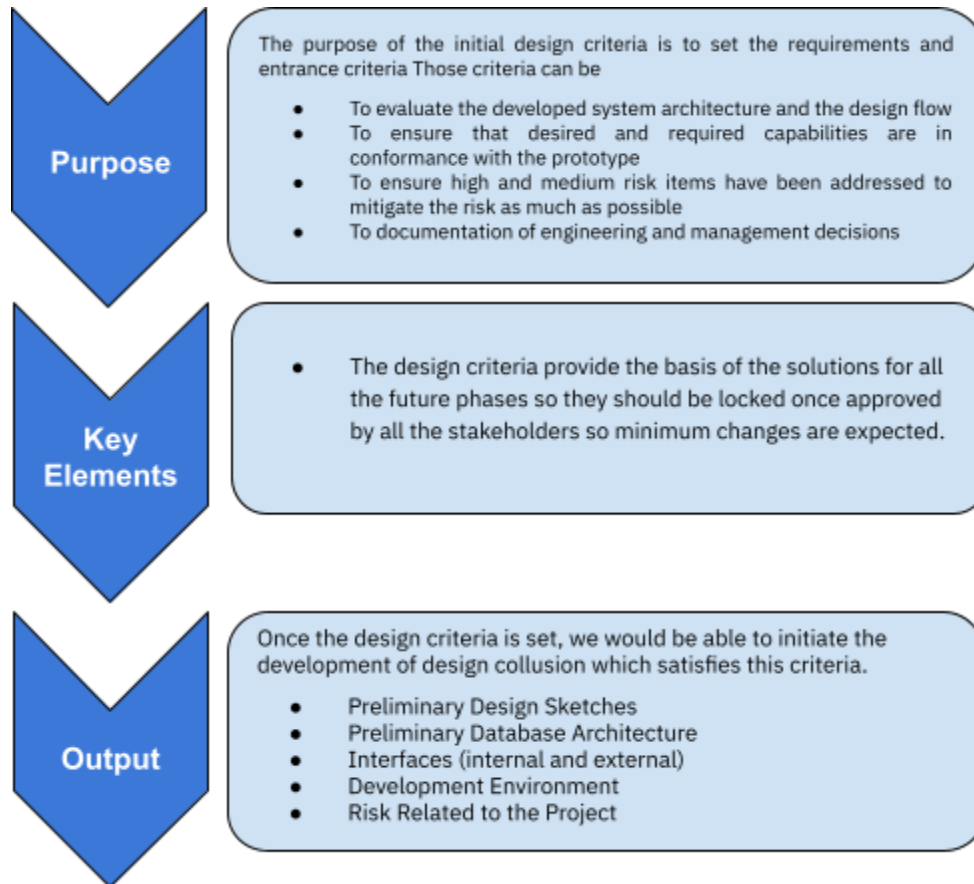 Purpose
The purpose of the initial design criteria is to set the requirements and
entrance criteria Those criteria can be
● To evaluate the developed system architecture and the design flow
● To ensure that desired and required capabilities are in
conformance with the prototype
● To ensure high and medium risk items have been addressed to
mitigate the risk as much as possible
● To documentation of engineering and management decisions
Key
Elements
● The design criteria provide the basis of the solutions for all
the future phases so they should be locked once approved
by all the stakeholders so minimum changes are expected.
Output
Once the design criteria is set, we would be able to initiate the
development of design collusion which satisfies this criteria.
● Preliminary Design Sketches
● Preliminary Database Architecture
● Interfaces (internal and external)
● Development Environment
● Risk Related to the Project